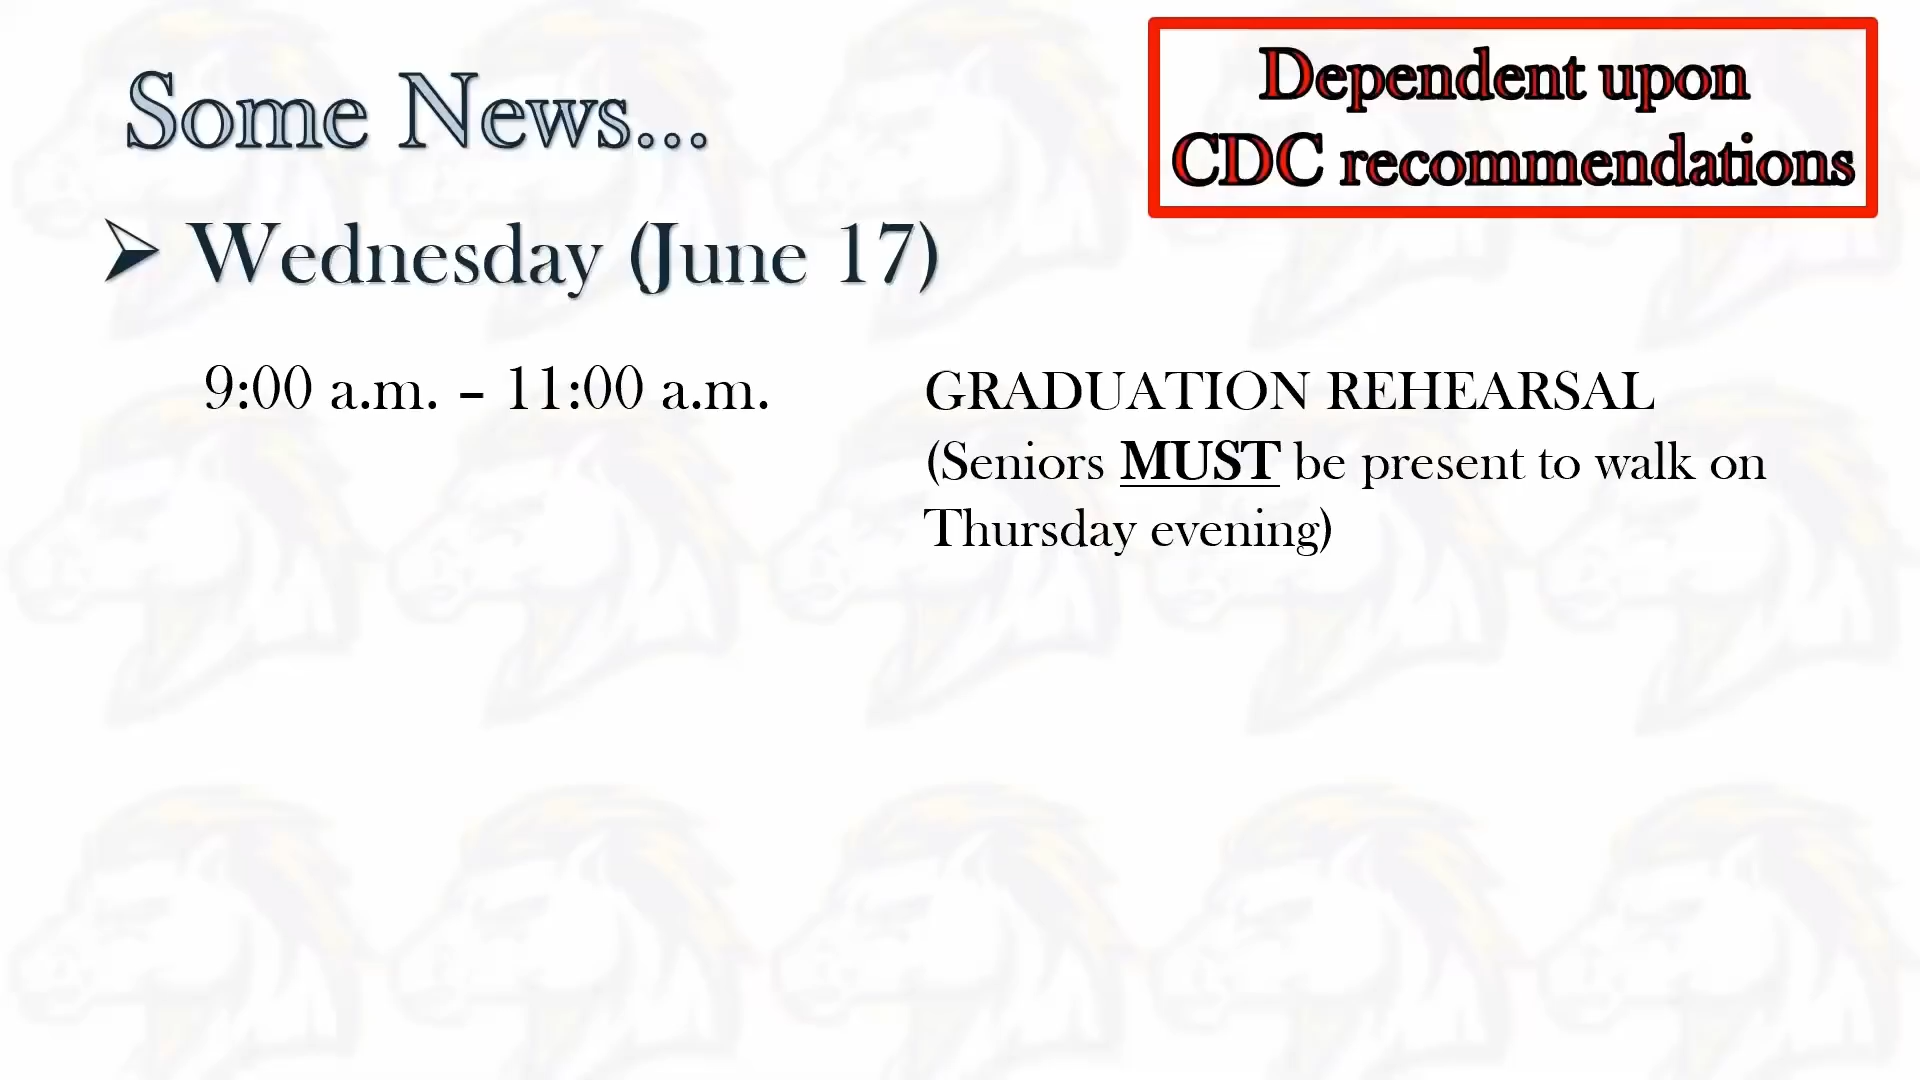 Some News...
Dependent upon
CDC recommendations
➢ Wednesday (June 17)
9:00 a.m. – 11:00 a.m.
GRADUATION REHEARSAL
(Seniors MUST be present to walk on
Thursday evening)